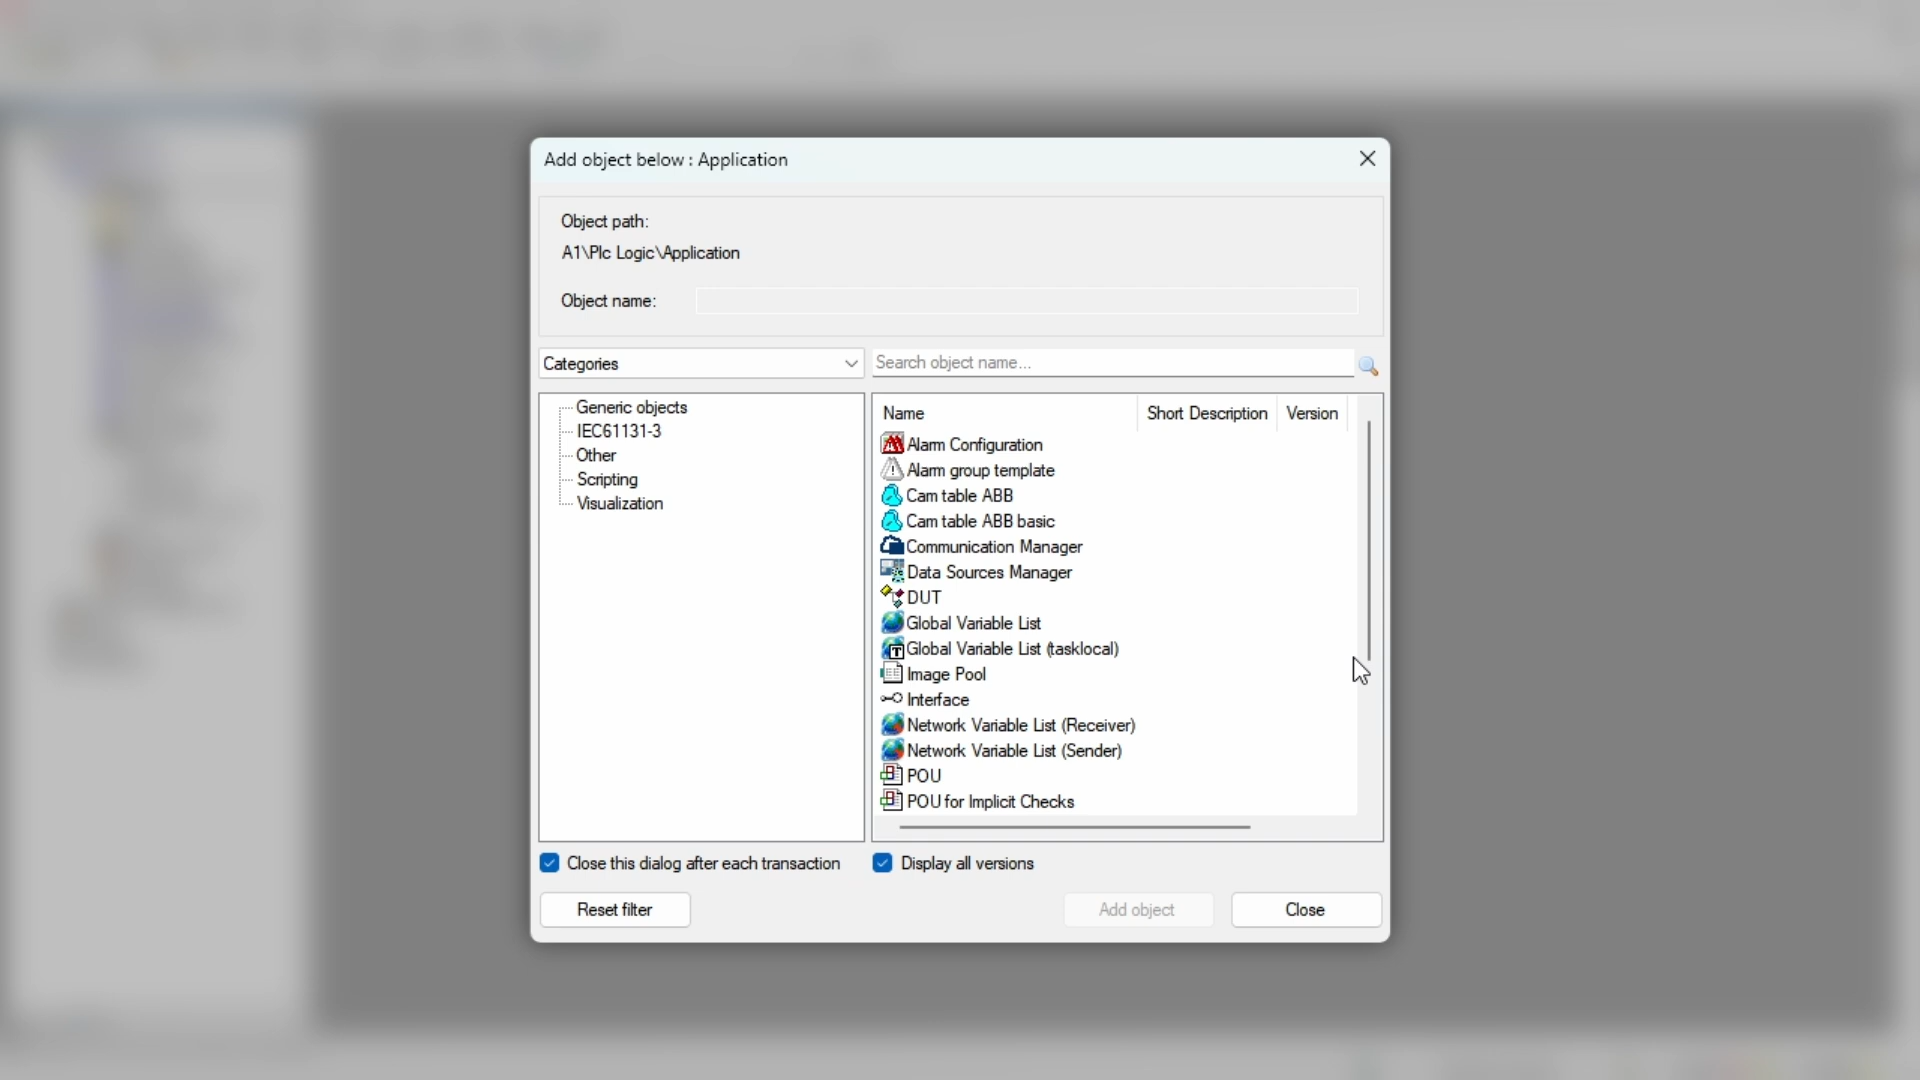 Add object below : Application
Object path:
A1\Plc Logic\Application
Object name:
Categories
Search object name...
Generic objects
IEC61131-3
Other
Scripting
Visualization
Name Short Description Version
Alarm Configuration
Alarm group template
Cam table ABB
Cam table ABB basic
Communication Manager
Data Sources Manager
DUT
Global Variable List
Global Variable List (tasklocal)
Image Pool
Interface
Network Variable List (Receiver)
Network Variable List (Sender)
POU
POU for Implicit Checks
Close this dialog after each transaction
Display all versions
Reset filter
Add object
Close